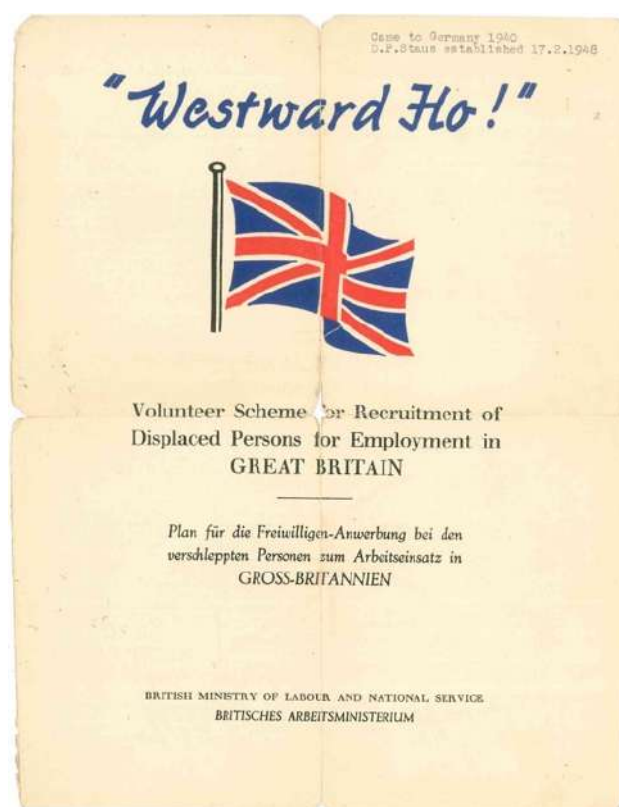 Came to Germany 1940
D.P.Staus established 17.2.1948
"Westward Ho!"
Volunteer Scheme for Recruitment of
Displaced Persons for Employment in
GREAT BRITAIN
Plan für die Freiwilligen-Anwerbung bei den
verschleppten Personen zum Arbeitseinsatz in
GROSS-BRITANNIEN
BRITISH MINISTRY OF LABOUR AND NATIONAL SERVICE
BRITISCHES ARBEITSMINISTERIUM